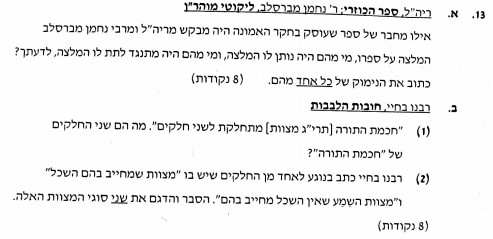 13. א. ריה"ל, ספר הכוזרי; ר' נחמן מברסלב, ליקוטי מוהר"ן
אילו מחבר של ספר שעוסק בחקר האמונה היה מבקש מריה"ל ומרבי נחמן מברסלב
המלצה על ספרו, מי מהם היה נותן לו המלצה, ומי מהם היה מתנגד לתת לו המלצה, לדעתך?
כתוב את הנימוק של כל אחד מהם. (8 נקודות)
ב. רבנו בחיי, חובות הלבבות
(1) "חכמת התורה [תרי"ג מצוות] מתחלקת לשני חלקים". מה הם שני החלקים
של "חכמת התורה"?
(2) רבנו בחיי כתב בנוגע לאחד מן החלקים שיש בו "מצוות שמחייב בהם השכל"
ו"מצוות השֵמַע שאין השכל מחייב בהם". הסבר והדגם את שני סוגי המצוות האלה.
(8 נקודות)